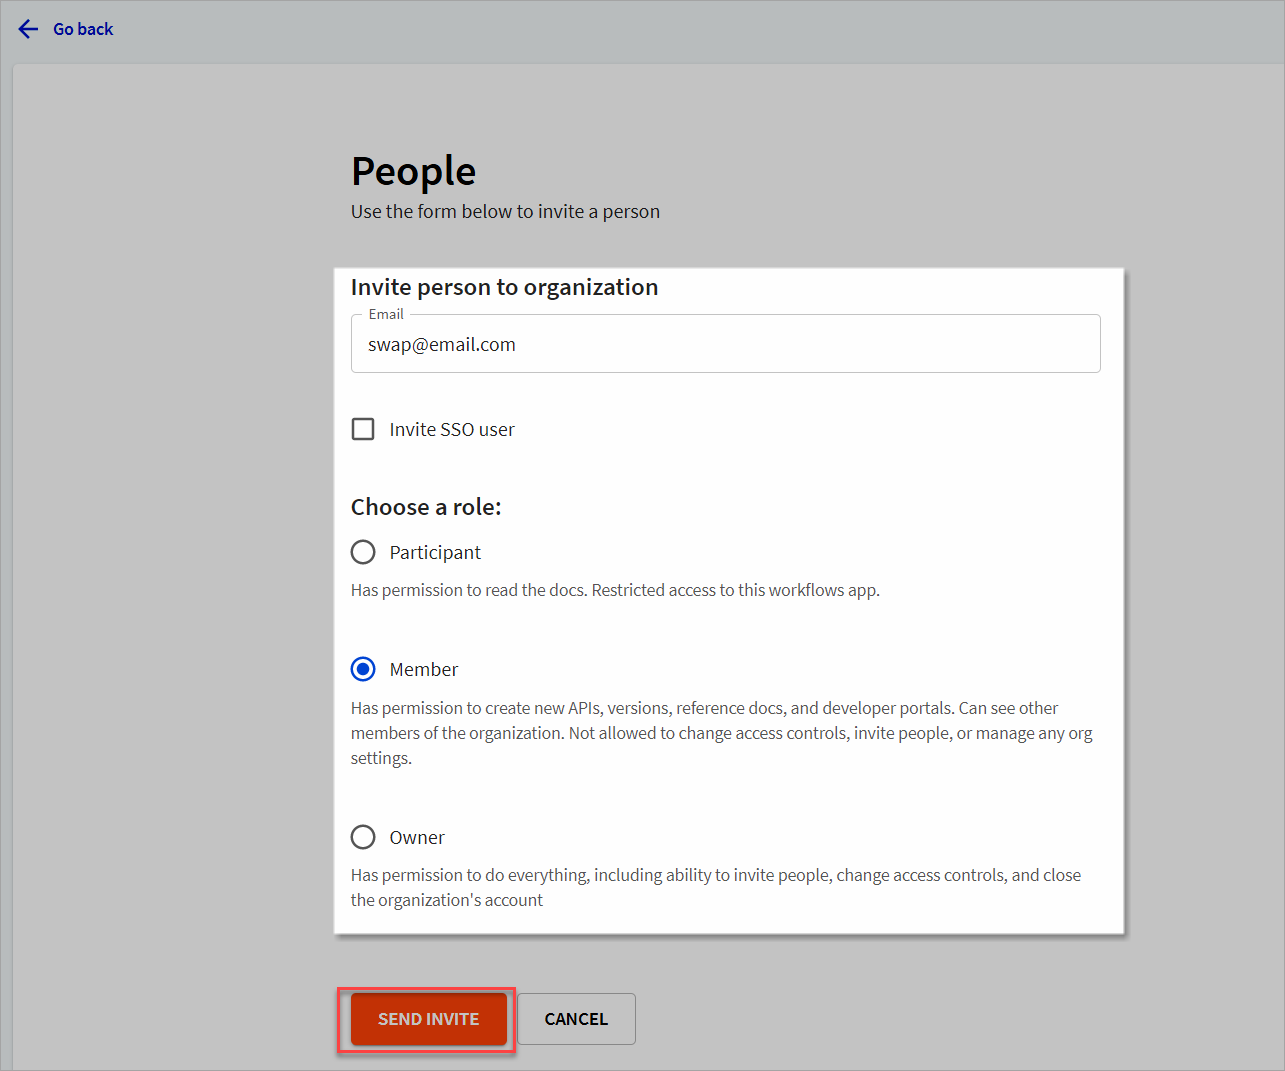 Go back
People
Use the form below to invite a person
Invite person to organization
Email
swap@email.com
Invite SSO user
Choose a role:
Participant
Has permission to read the docs. Restricted access to this workflows app.
Member
Has permission to create new APIs, versions, reference docs, and developer portals. Can see other
members of the organization. Not allowed to change access controls, invite people, or manage any org
settings.
Owner
Has permission to do everything, including ability to invite people, change access controls, and close
the organization's account
SEND INVITE
CANCEL